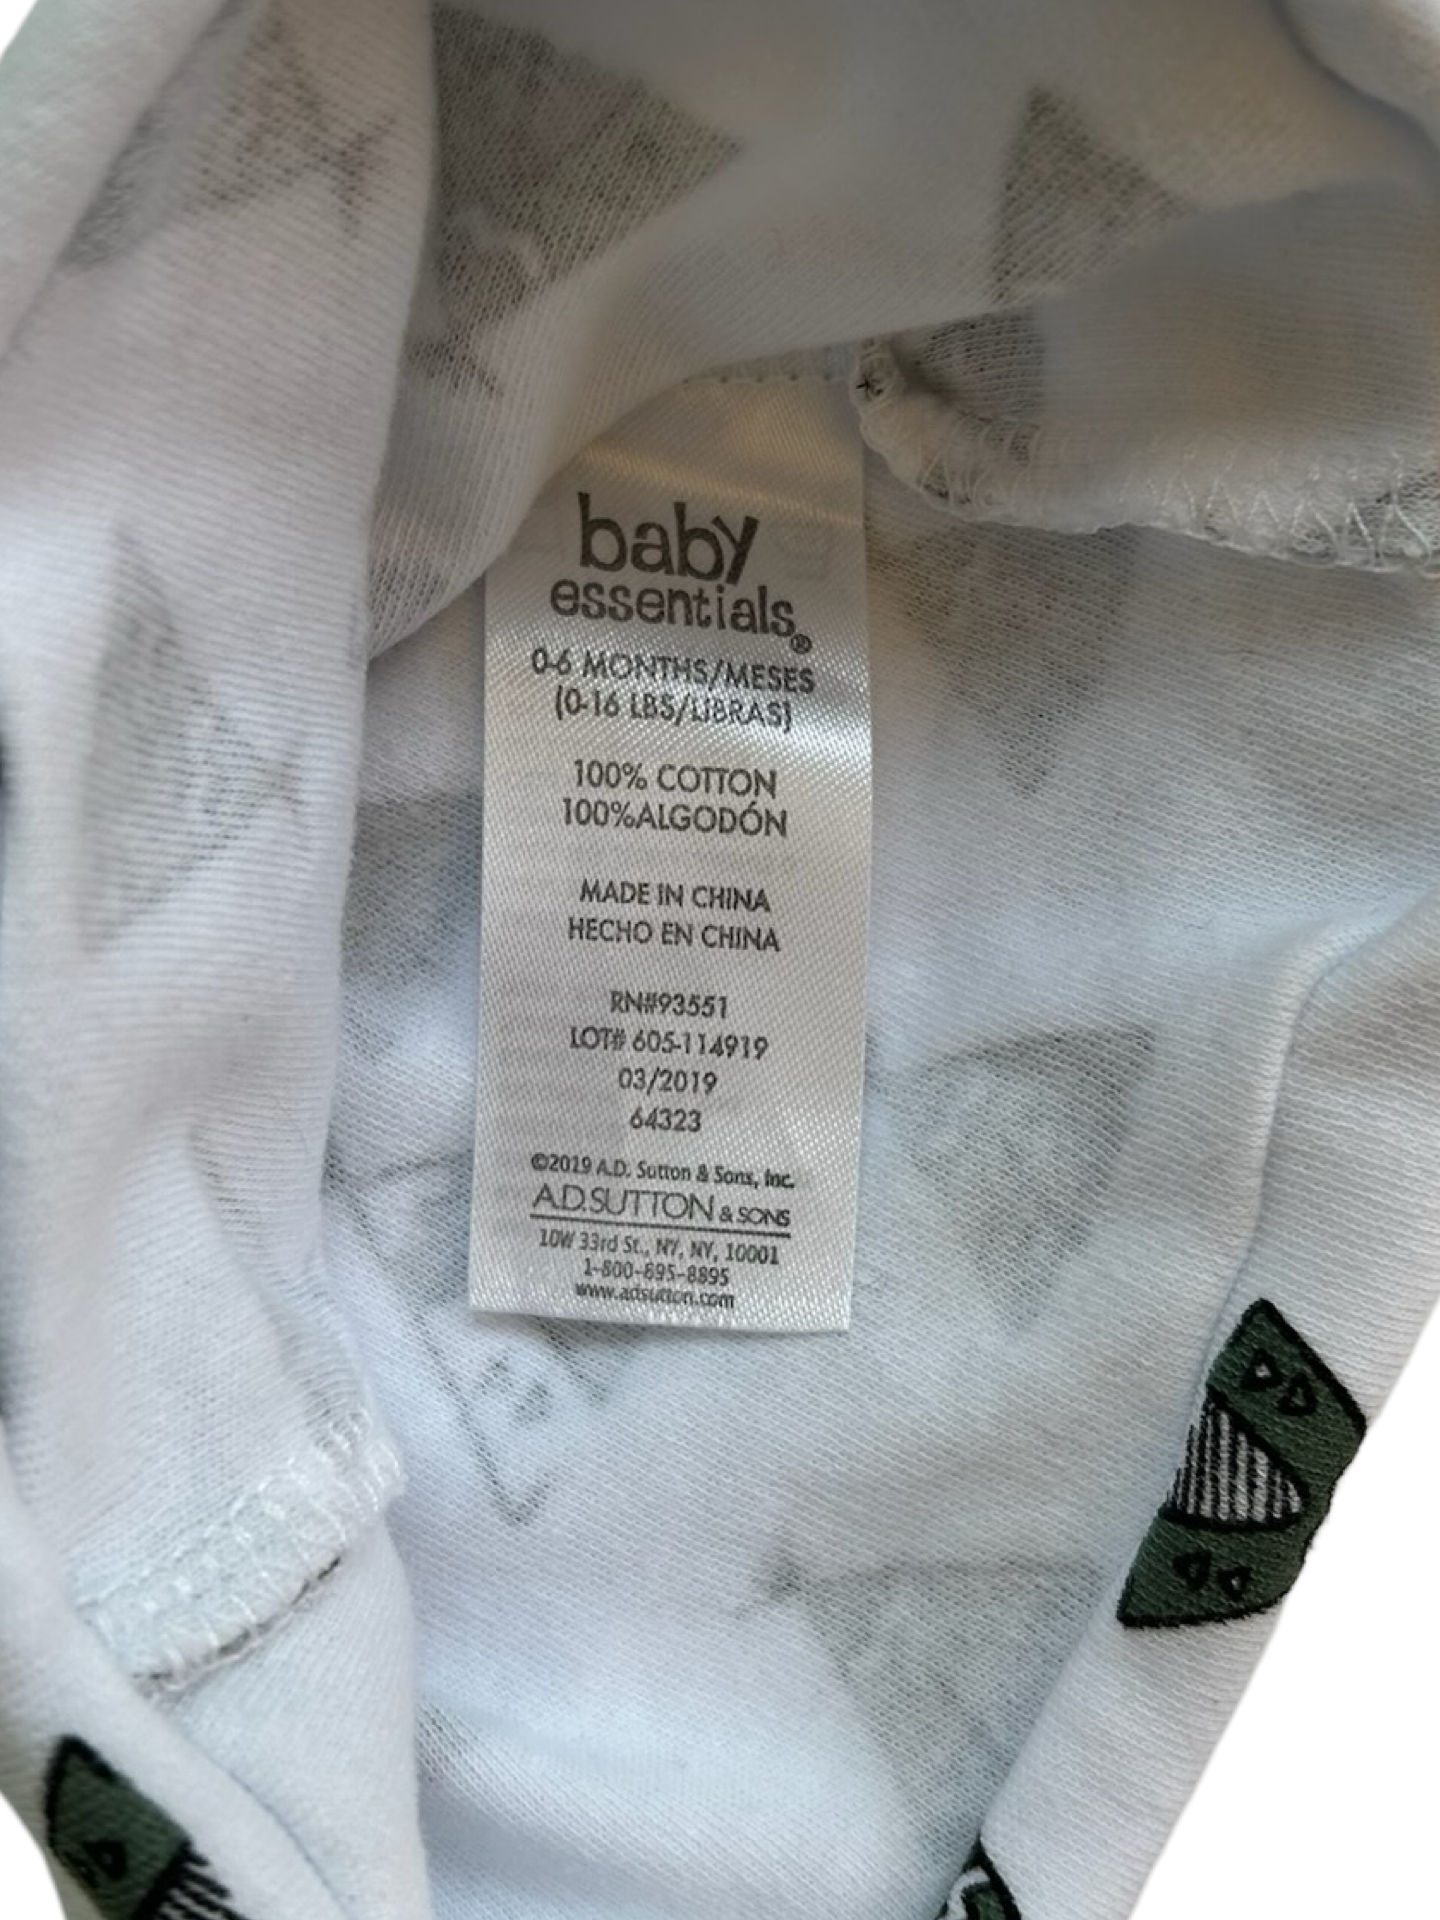 baby
essentials®
0-6 MONTHS/MESES
(0-16 LBS/LIBRAS)
100% COTTON
100%ALGODÓN
MADE IN CHINA
HECHO EN CHINA
RN#93551
LOT# 605-114919
03/2019
64323
©2019 A.D. Sutton & Sons, Inc.
A.D.SUTTON & SONS
10W 33rd St., NY, NY, 10001
1-800-895-8895
www.adsutton.com